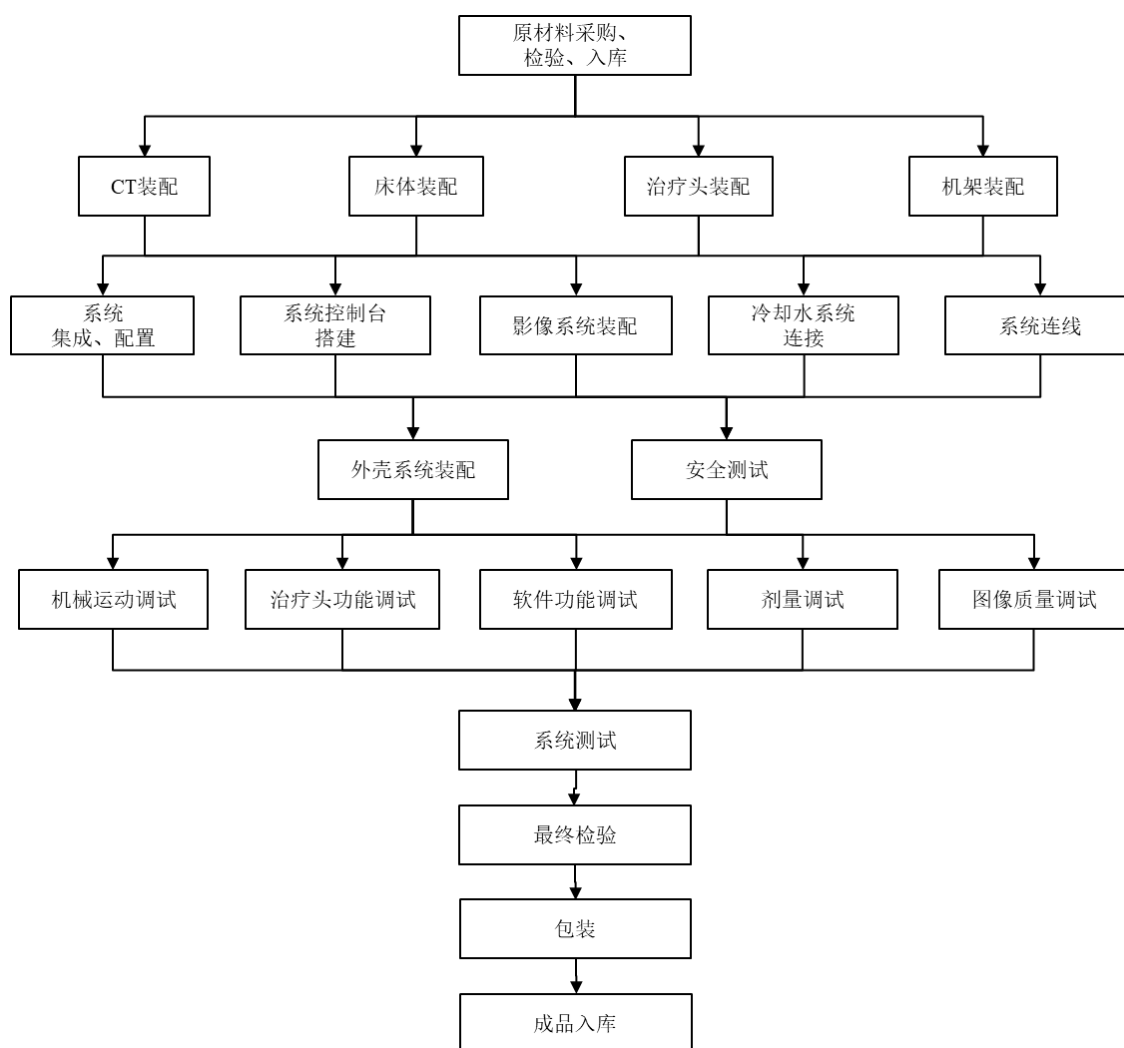 原材料采购、
检验、入库
CT装配
床体装配
治疗头装配
机架装配
系统
集成、配置
系统控制台
搭建
影像系统装配
冷却水系统
连接
系统连线
外壳系统装配
安全测试
机械运动调试
治疗头功能调试
软件功能调试
剂量调试
图像质量调试
系统测试
最终检验
包装
成品入库